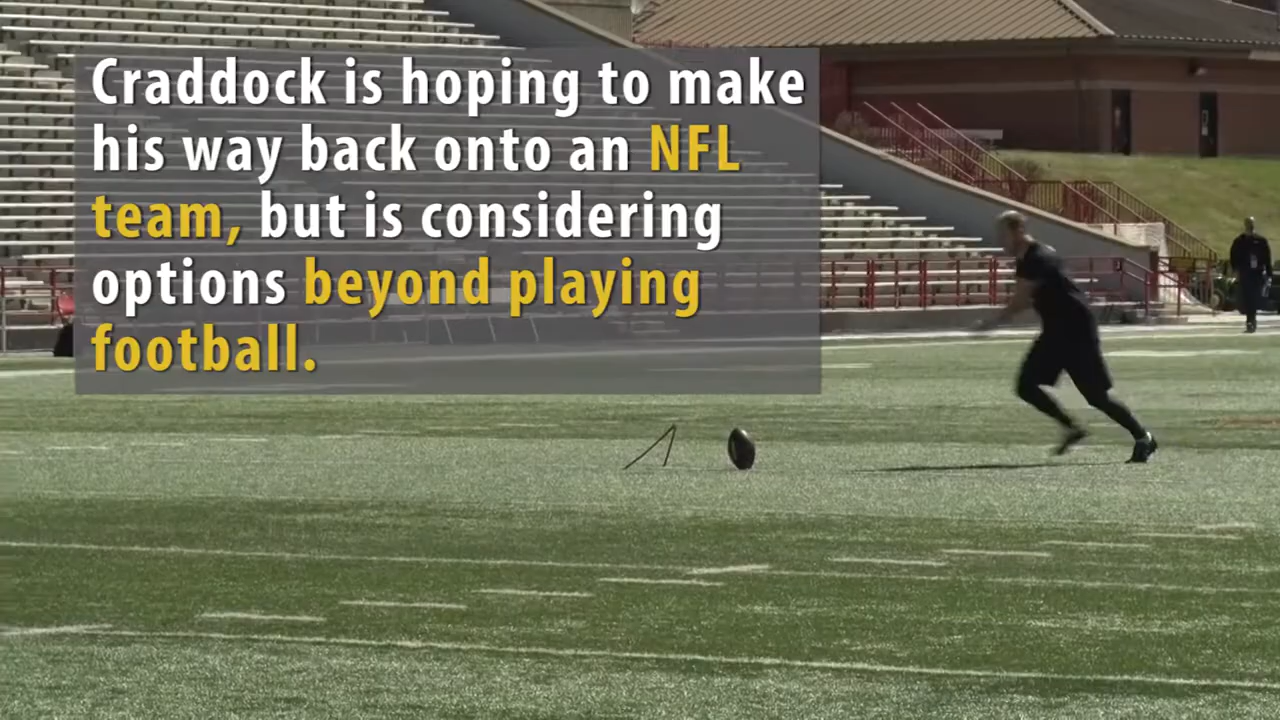 Craddock is hoping to make
his way back onto an NFL
team, but is considering
options beyond playing
football.